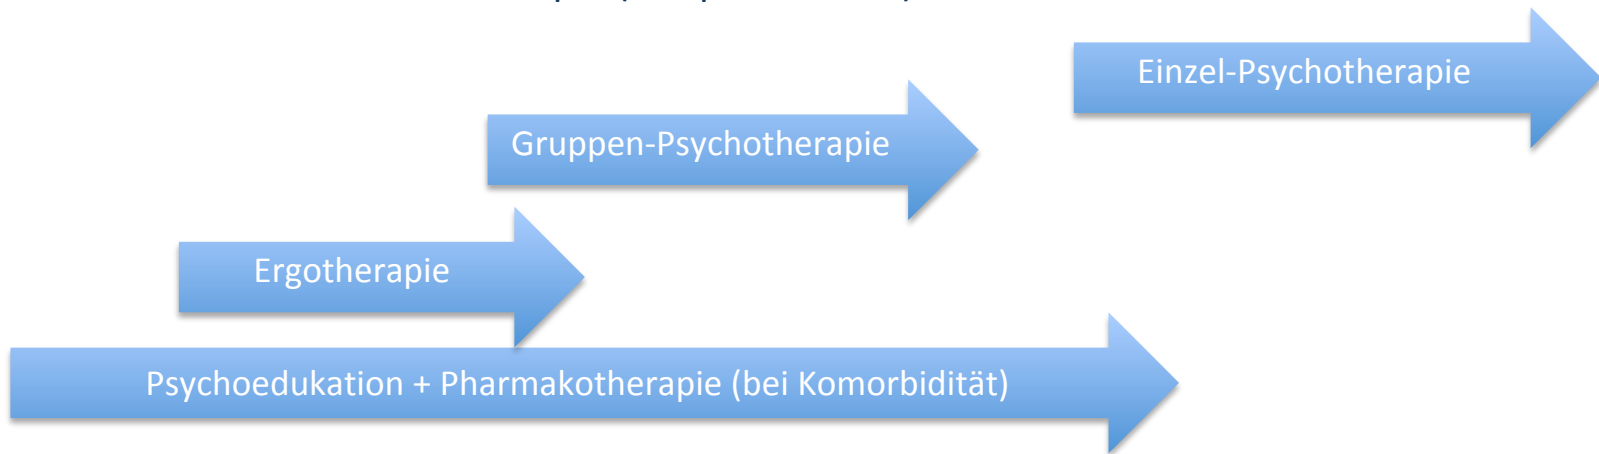 Einzel-Psychotherapie
Gruppen-Psychotherapie
Ergotherapie
Psychoedukation + Pharmakotherapie (bei Komorbidität)